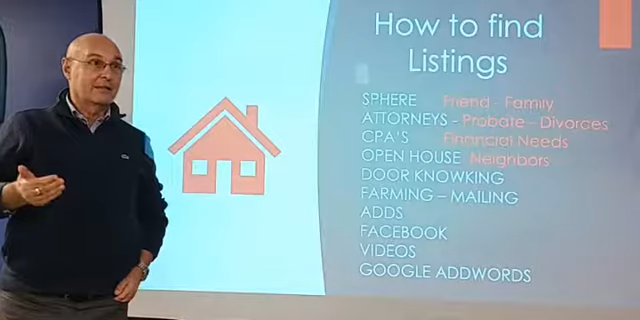 How to find
Listings
SPHERE Friend - Family
ATTORNEYS - Probate - Divorces
CPA'S Financial Needs
OPEN HOUSE Neighbors
DOOR KNOWKING
FARMING – MAILING
ADDS
FACEBOOK
VIDEOS
GOOGLE ADDWORDS